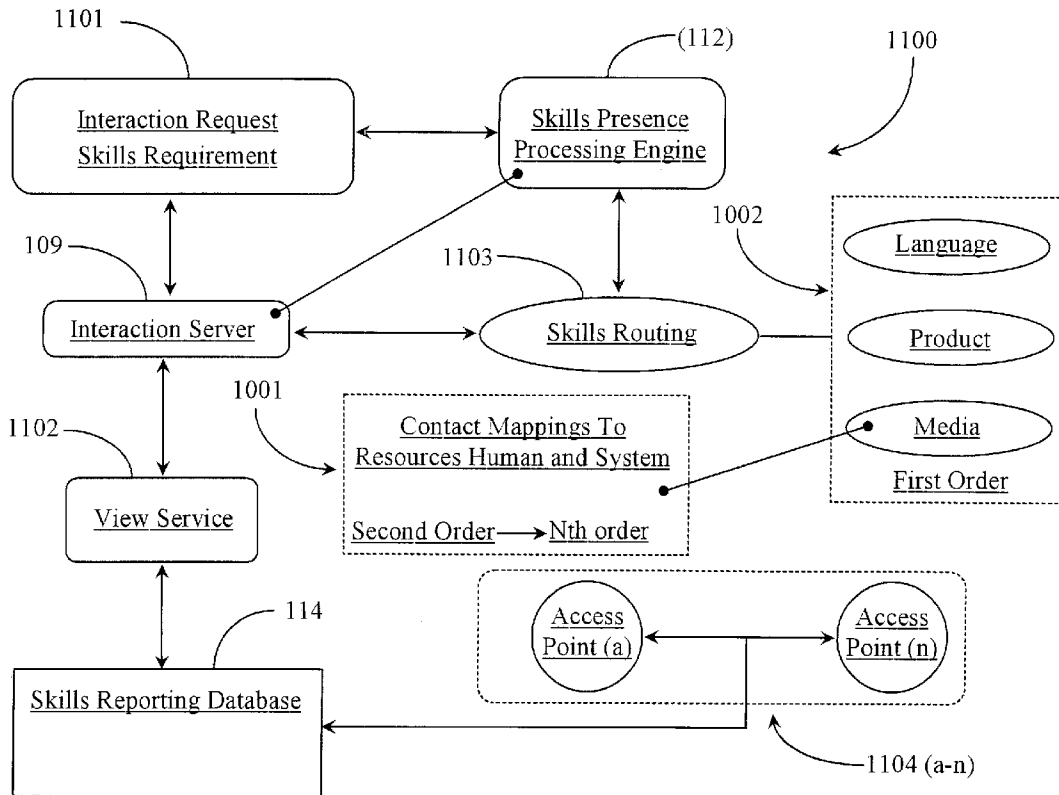 1101
(112)
1100
Interaction Request
Skills Requirement
Skills Presence
Processing Engine
1002
109
1103
Language
Interaction Server
Skills Routing
Product
1001
1102
Contact Mappings To
Resources Human and System
Media
First Order
View Service
Second Order
Nth order
114
Access
Point (a)
Access
Point (n)
Skills Reporting Database
1104 (a-n)